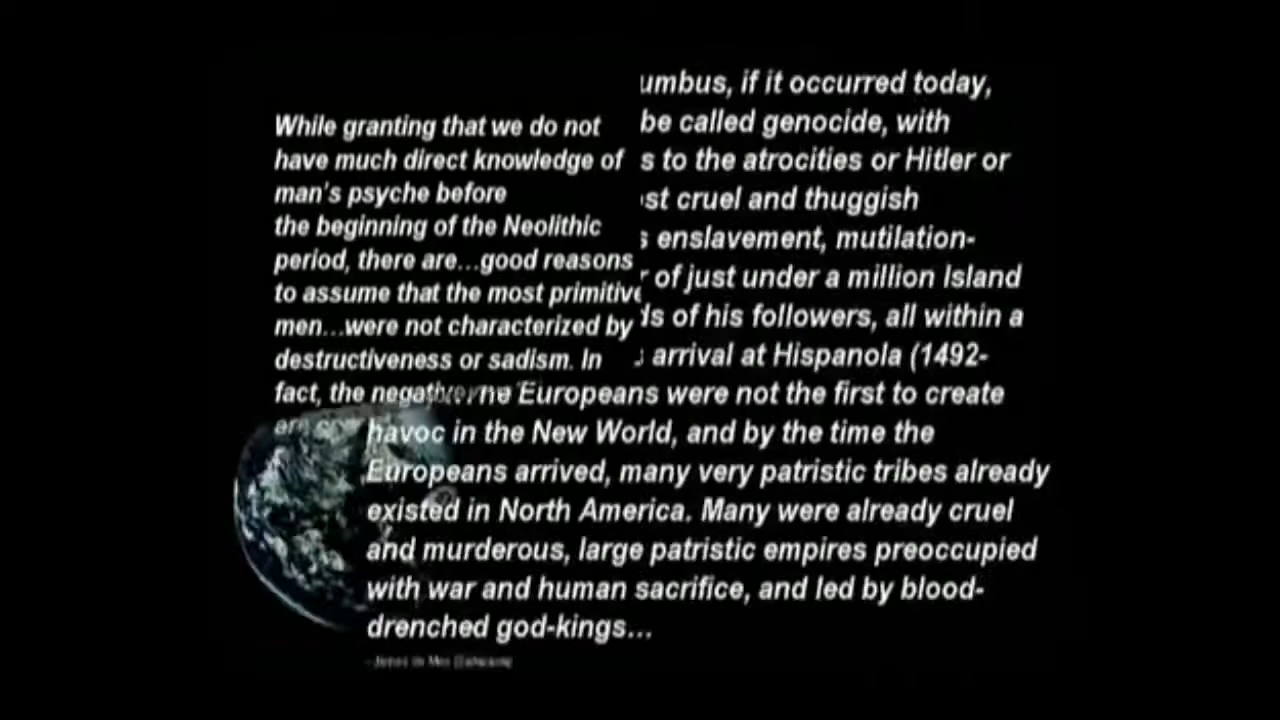 While granting that we do not
have much direct knowledge of
man's psyche before
the beginning of the Neolithic
period, there are...good reasons
to assume that the most primitive
men...were not characterized by
destructiveness or sadism. In
fact, the
umbus, if it occurred today,
be called genocide, with
s to the atrocities or Hitler or
st cruel and thuggish
s enslavement, mutilation-
r of just under a million Island
ds of his followers, all within a
arrival at Hispanola (1492-
Europeans were not the first to create
havoc in the New World, and by the time the
Europeans arrived, many very patristic tribes already
existed in North America. Many were already cruel
and murderous, large patristic empires preoccupied
with war and human sacrifice, and led by blood-
drenched god-kings...